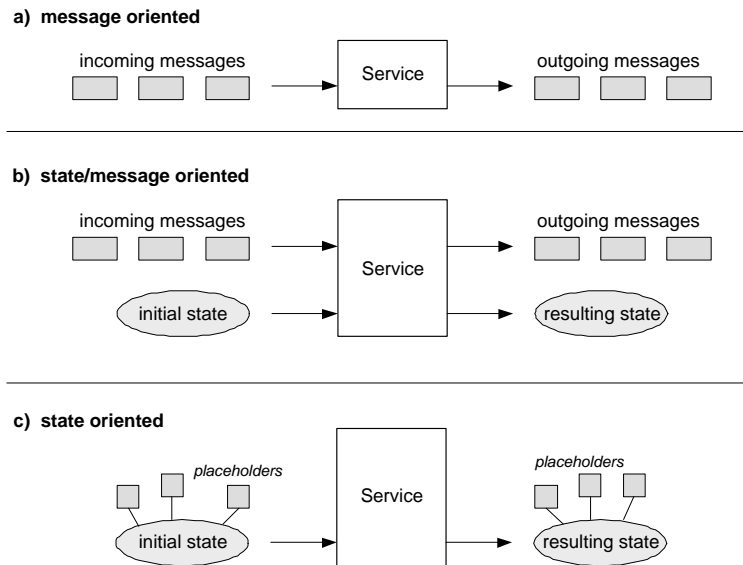 a) message oriented
incoming messages
Service
outgoing messages
b) state/message oriented
incoming messages
outgoing messages
Service
initial state
resulting state
c) state oriented
placeholders
placeholders
Service
initial state
resulting state